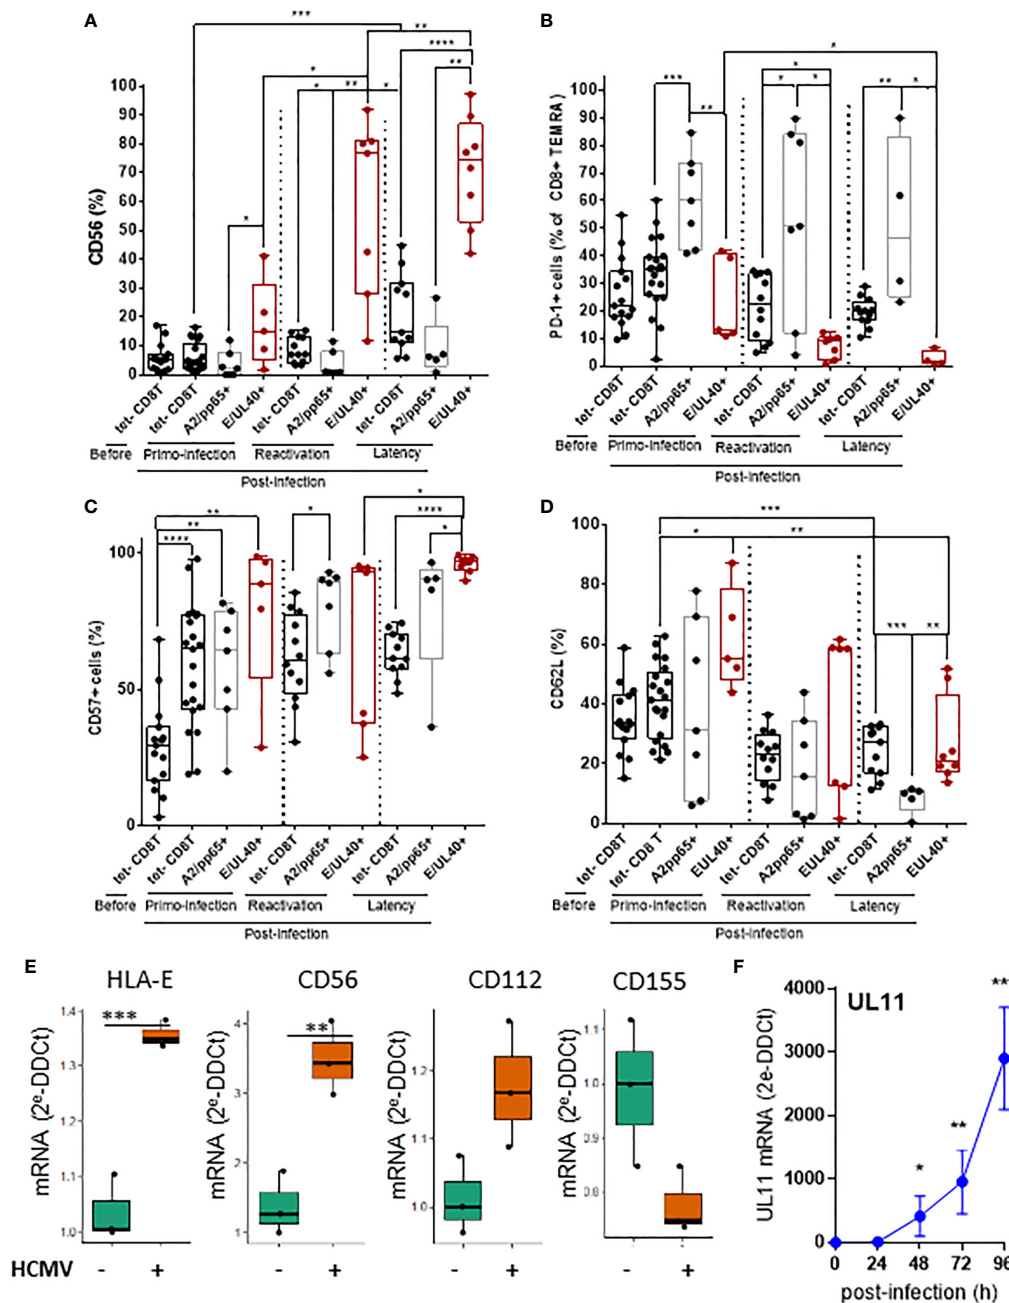 A
CD56 (%)
100
90
80
70
60
50
40
30
20
10
0
***
**
****
**
*
*
**
*
*
tet- CD8T
tet- CD8T
A2/pp65+
E/UL40+
tet- CD8T
A2/pp65+
E/UL40+
tet- CD8T
A2/pp65+
E/UL40+
Before
Primo-Infection
Reactivation
Latency
Post-Infection
B
PD-1+ cells (% of CD8+ TEMRA)
100
90
80
70
60
50
40
30
20
10
0
*
*
***
*
*
**
*
**
tet- CD8T
tet- CD8T
A2/pp65+
E/UL40+
tet- CD8T
A2/pp65+
E/UL40+
tet- CD8T
A2/pp65+
E/UL40+
Before
Primo-Infection
Reactivation
Latency
Post-Infection
C
CD57+ cells (%)
100
50
0
*
**
*
****
**
*
****
tet- CD8T
tet- CD8T
A2/pp65+
E/UL40+
tet- CD8T
A2/pp65+
E/UL40+
tet- CD8T
A2/pp65+
E/UL40+
Before
Primo-Infection
Reactivation
Latency
Post-Infection
D
CD62L (%)
100
80
60
40
20
0
***
*
**
***
**
tet- CD8T
tet- CD8T
A2pp65+
EUL40+
tet- CD8T
A2pp65+
EUL40+
tet- CD8T
A2pp65+
EUL40+
Before
Primo-Infection
Reactivation
Latency
Post-Infection
E
HLA-E
mRNA (2e-DDCt)
1.4
1.3
1.2
1.1
1.0
***
CD56
mRNA (2e-DDCt)
4
3
2
1
**
CD112
mRNA (2e-DDCt)
1.2
1.1
1.0
CD155
mRNA (2e-DDCt)
1.1
1.0
0.9
0.8
HCMV - + - + - + - +
F
UL11
UL11 mRNA (2e-DDCt)
4000
3000
2000
1000
0
*
**
**
0 24 48 72 96
post-infection (h)